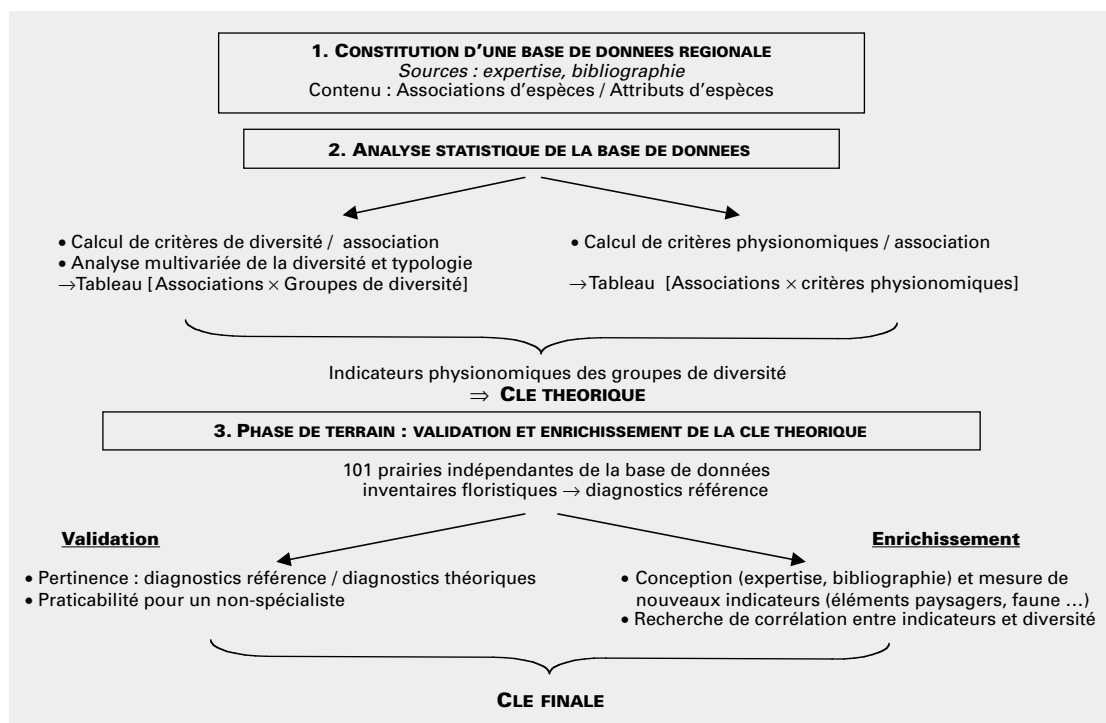 1. CONSTITUTION D'UNE BASE DE DONNEES REGIONALE
Sources : expertise, bibliographie
Contenu : Associations d'espèces / Attributs d'espèces
2. ANALYSE STATISTIQUE DE LA BASE DE DONNEES
• Calcul de critères de diversité / association
• Analyse multivariée de la diversité et typologie
→Tableau [Associations × Groupes de diversité]
• Calcul de critères physionomiques / association
→Tableau [Associations × critères physionomiques]
Indicateurs physionomiques des groupes de diversité
⇒ CLE THEORIQUE
3. PHASE DE TERRAIN : VALIDATION ET ENRICHISSEMENT DE LA CLE THEORIQUE
101 prairies indépendantes de la base de données
inventaires floristiques → diagnostics référence
Validation
• Pertinence : diagnostics référence / diagnostics théoriques
• Praticabilité pour un non-spécialiste
Enrichissement
• Conception (expertise, bibliographie) et mesure de
nouveaux indicateurs (éléments paysagers, faune …)
• Recherche de corrélation entre indicateurs et diversité
CLE FINALE